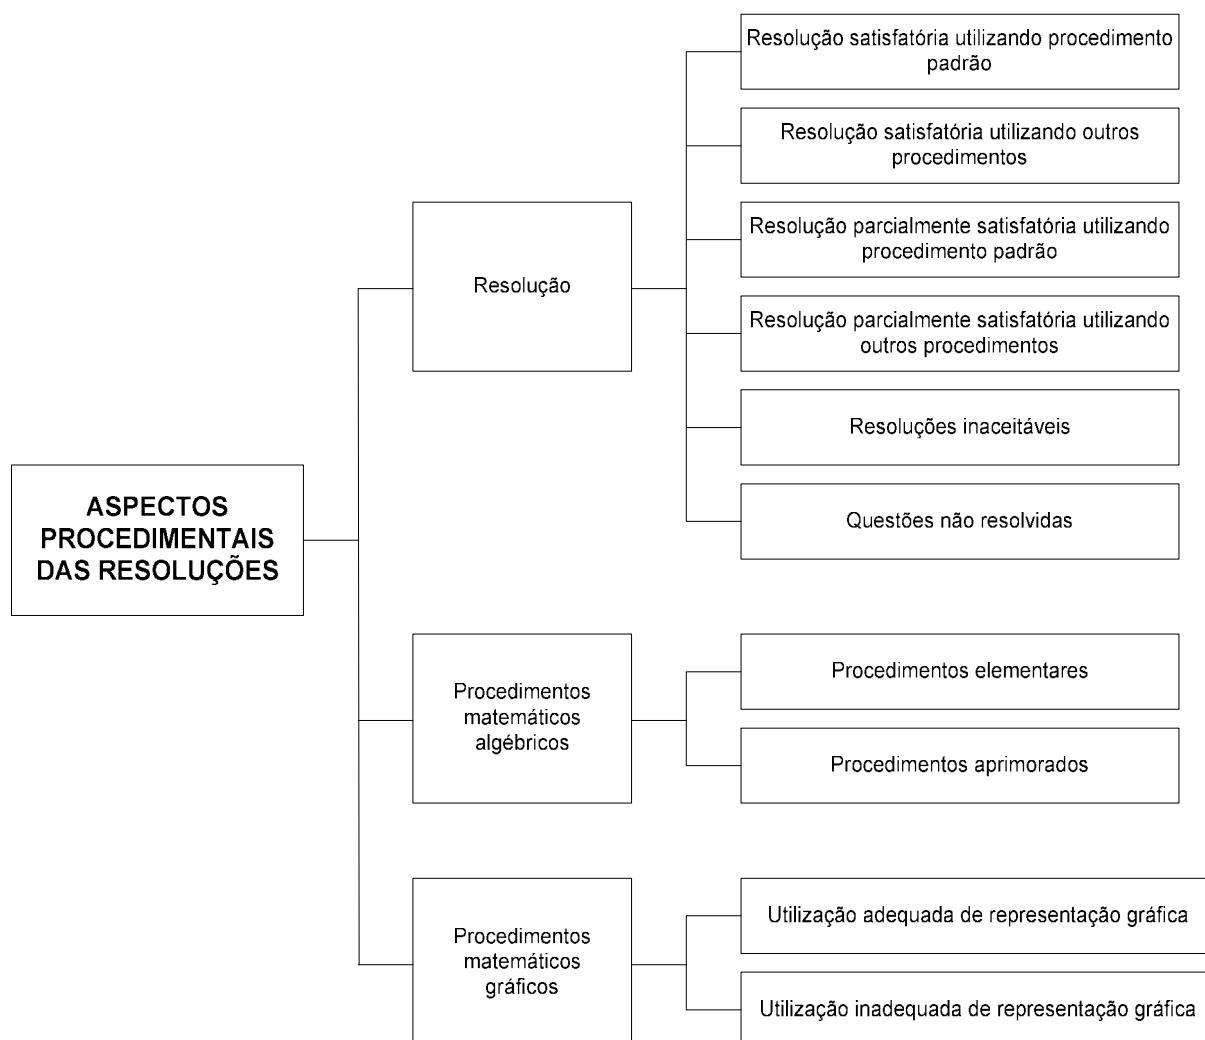 Resolução satisfatória utilizando procedimento
padrão
Resolução satisfatória utilizando outros
procedimentos
Resolução parcialmente satisfatória utilizando
procedimento padrão
Resolução
Resolução parcialmente satisfatória utilizando
outros procedimentos
Resoluções inaceitáveis
Questões não resolvidas
ASPECTOS
PROCEDIMENTAIS
DAS RESOLUÇÕES
Procedimentos
matemáticos
algébricos
Procedimentos elementares
Procedimentos aprimorados
Procedimentos
matemáticos
gráficos
Utilização adequada de representação gráfica
Utilização inadequada de representação gráfica